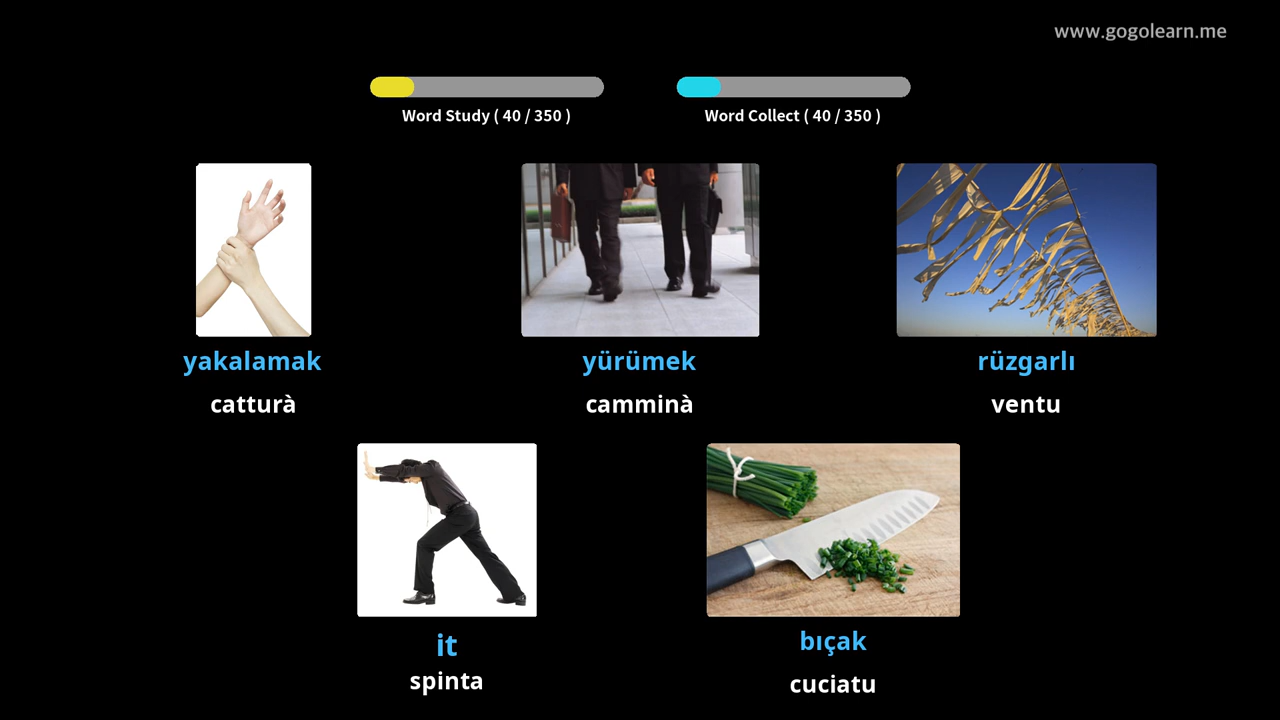 www.gogolearn.me
Word Study ( 40 / 350 )
Word Collect ( 40 / 350 )
yakalamak
catturà
yürümek
camminà
rüzgarlı
ventu
it
spinta
bıçak
cuciatu